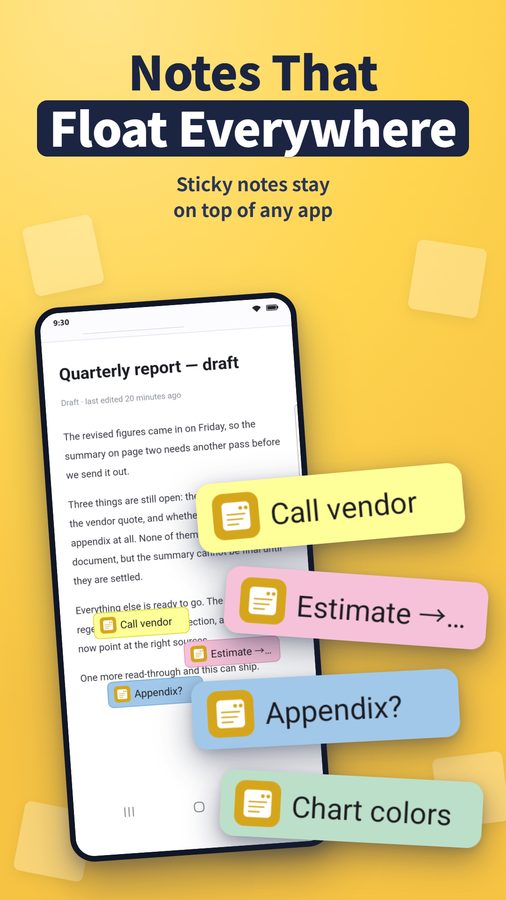 Notes That
Float Everywhere
Sticky notes stay
on top of any app
9:30
Quarterly report — draft
Draft · last edited 20 minutes ago
The revised figures came in on Friday, so the
summary on page two needs another pass before
we send it out.
Three things are still open: the
the vendor quote, and whethe
appendix at all. None of them
document, but the summary cannot be final until
they are settled.
Everything else is ready to go. The
rege
ection, a
now point at the right sources.
One more read-through and this can ship.
Call vendor
Estimate →…
Appendix?
Call vendor
Estimate →…
Appendix?
Chart colors